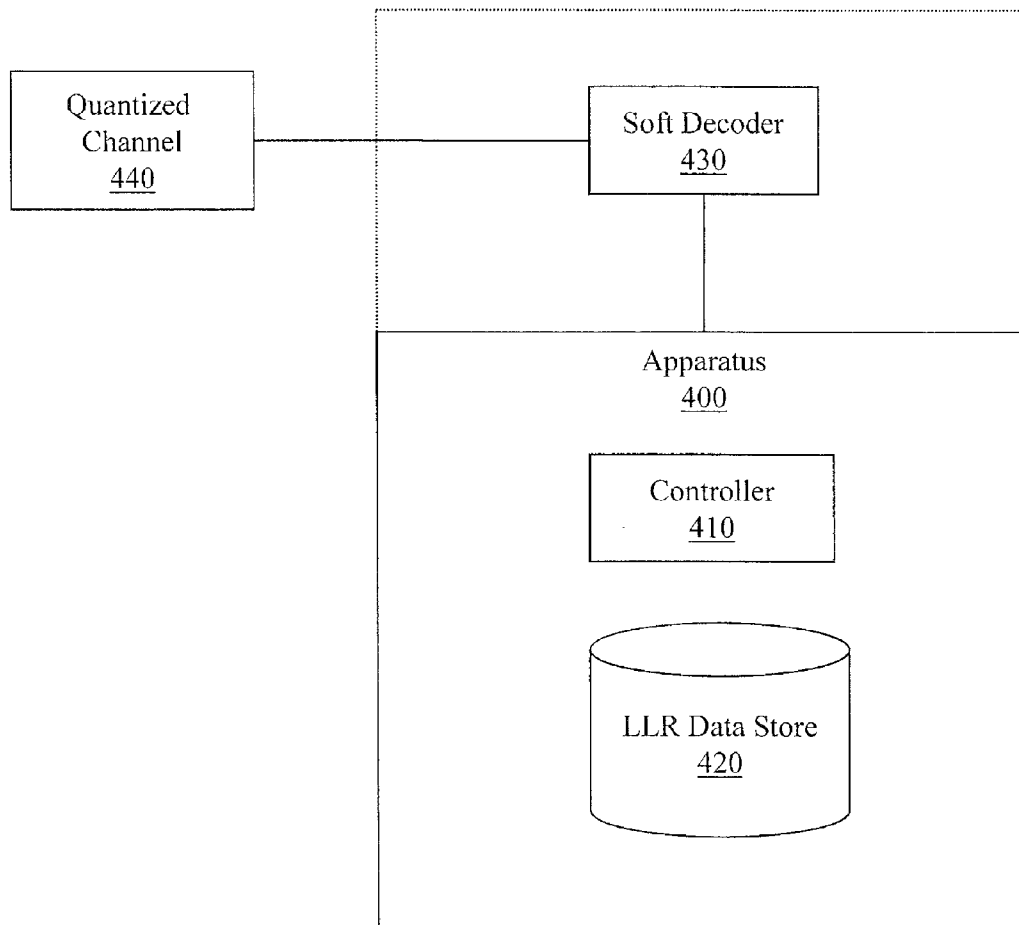 Quantized
Channel
440
Soft Decoder
430
Apparatus
400
Controller
410
LLR Data Store
420